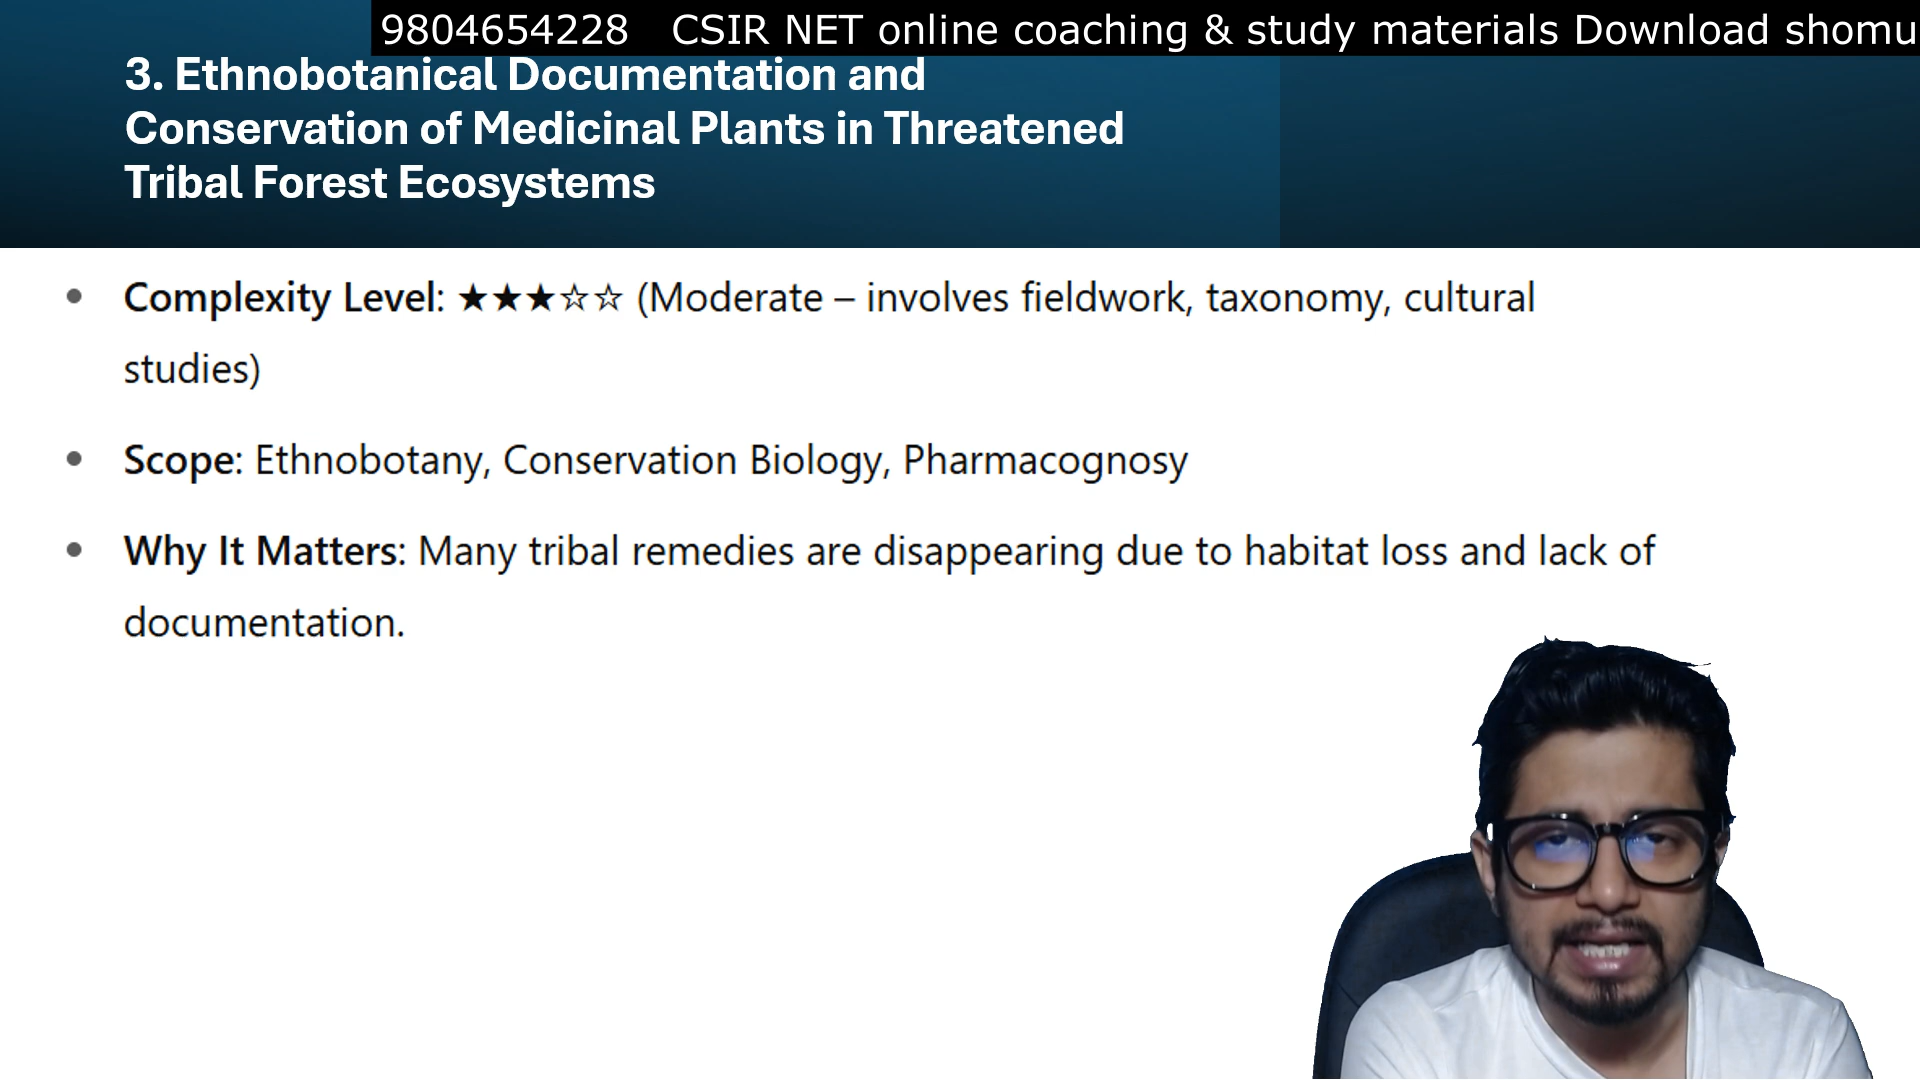 9804654228 CSIR NET online coaching & study materials Download shomu
3. Ethnobotanical Documentation and
Conservation of Medicinal Plants in Threatened
Tribal Forest Ecosystems
• Complexity Level: ★★★☆☆ (Moderate – involves fieldwork, taxonomy, cultural
studies)
• Scope: Ethnobotany, Conservation Biology, Pharmacognosy
• Why It Matters: Many tribal remedies are disappearing due to habitat loss and lack of
documentation.